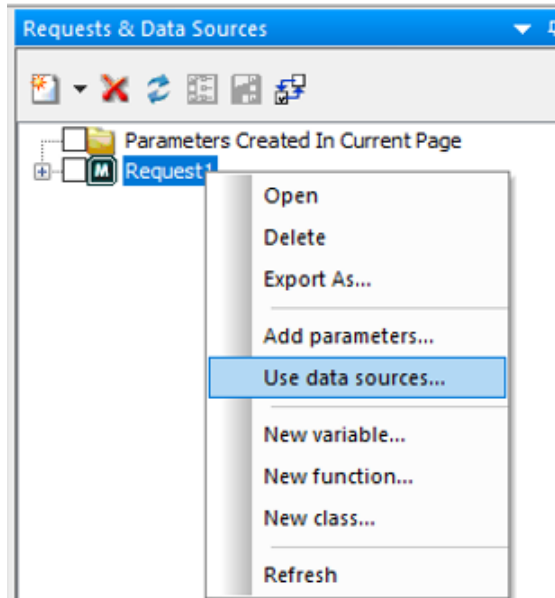 Requests & Data Sources
Parameters Created In Current Page
M Request1
Open
Delete
Export As...
Add parameters...
Use data sources...
New variable...
New function...
New class...
Refresh